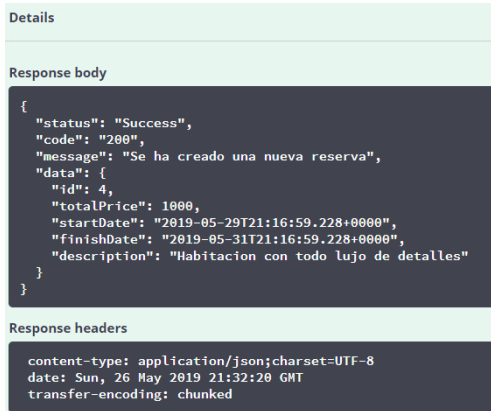 Details
Response body
{
  "status": "Success",
  "code": "200",
  "message": "Se ha creado una nueva reserva",
  "data": {
    "id": 4,
    "totalPrice": 1000,
    "startDate": "2019-05-29T21:16:59.228+0000",
    "finishDate": "2019-05-31T21:16:59.228+0000",
    "description": "Habitacion con todo lujo de detalles"
  }
}
Response headers
content-type: application/json;charset=UTF-8
date: Sun, 26 May 2019 21:32:20 GMT
transfer-encoding: chunked